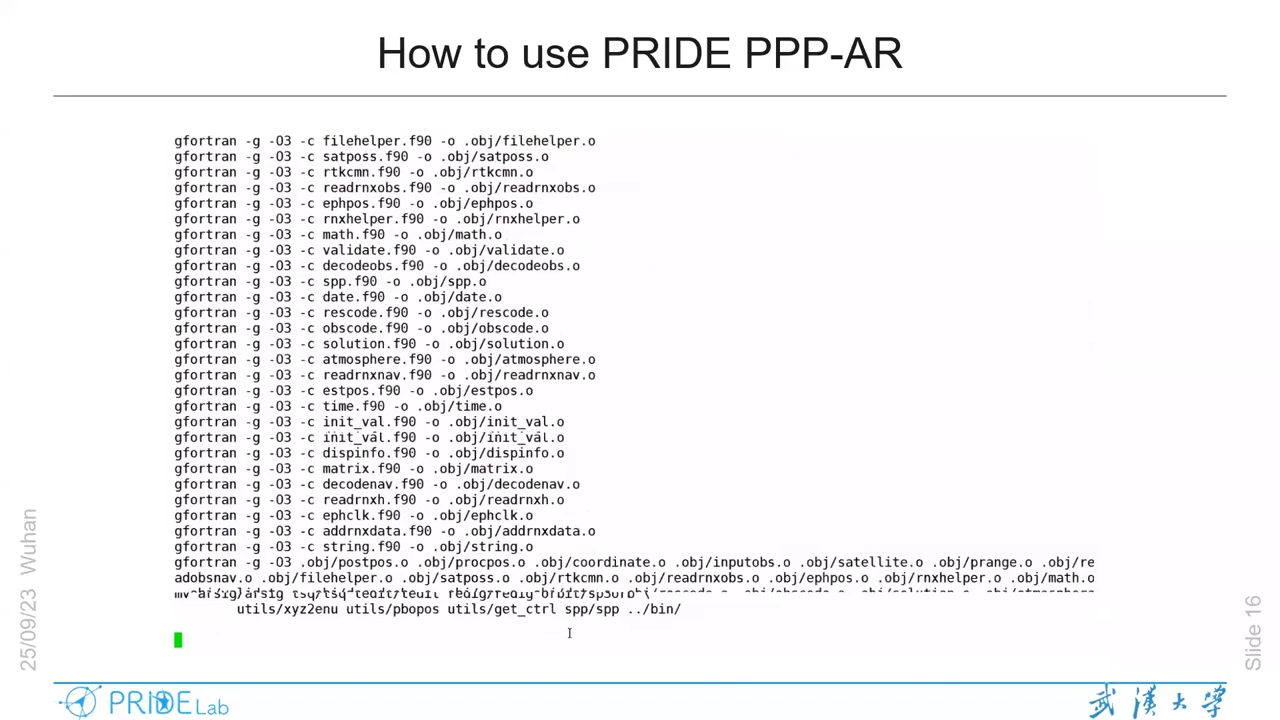 How to use PRIDE PPP-AR
gfortran -g -O3 -c filehelper.f90 -o .obj/filehelper.o
gfortran -g -O3 -c satposs.f90 -o .obj/satposs.o
gfortran -g -O3 -c rtkcmn.f90 -o .obj/rtkcmn.o
gfortran -g -O3 -c readrnxobs.f90 -o .obj/readrnxobs.o
gfortran -g -O3 -c ephpos.f90 -o .obj/ephpos.o
gfortran -g -O3 -c rnxhelper.f90 -o .obj/rnxhelper.o
gfortran -g -O3 -c math.f90 -o .obj/math.o
gfortran -g -O3 -c validate.f90 -o .obj/validate.o
gfortran -g -O3 -c decodeobs.f90 -o .obj/decodeobs.o
gfortran -g -O3 -c spp.f90 -o .obj/spp.o
gfortran -g -O3 -c date.f90 -o .obj/date.o
gfortran -g -O3 -c rescode.f90 -o .obj/rescode.o
gfortran -g -O3 -c obscode.f90 -o .obj/obscode.o
gfortran -g -O3 -c solution.f90 -o .obj/solution.o
gfortran -g -O3 -c atmosphere.f90 -o .obj/atmosphere.o
gfortran -g -O3 -c readrnxnav.f90 -o .obj/readrnxnav.o
gfortran -g -O3 -c estpos.f90 -o .obj/estpos.o
gfortran -g -O3 -c time.f90 -o .obj/time.o
gfortran -g -O3 -c init_val.f90 -o .obj/init_val.o
gfortran -g -O3 -c init_val.f90 -o .obj/init_val.o
gfortran -g -O3 -c dispinfo.f90 -o .obj/dispinfo.o
gfortran -g -O3 -c matrix.f90 -o .obj/matrix.o
gfortran -g -O3 -c decodenav.f90 -o .obj/decodenav.o
gfortran -g -O3 -c readrnxh.f90 -o .obj/readrnxh.o
gfortran -g -O3 -c ephclk.f90 -o .obj/ephclk.o
gfortran -g -O3 -c addrnxdata.f90 -o .obj/addrnxdata.o
gfortran -g -O3 -c string.f90 -o .obj/string.o
gfortran .obj/postpos.o .obj/procpos.o .obj/coordinate.o .obj/inputobs.o .obj/satellite.o .obj/prange.o .obj/re
adobsnav.o .obj/filehelper.o .obj/satposs.o .obj/rtkcmn.o .obj/readrnxobs.o .obj/ephpos.o .obj/rnxhelper.o .obj/math.o
utils/xyz2enu utils/pbopos utils/get_ctrl spp/spp ../bin/
25/09/23 Wuhan
Slide 16
PRIDE Lab
武汉大学